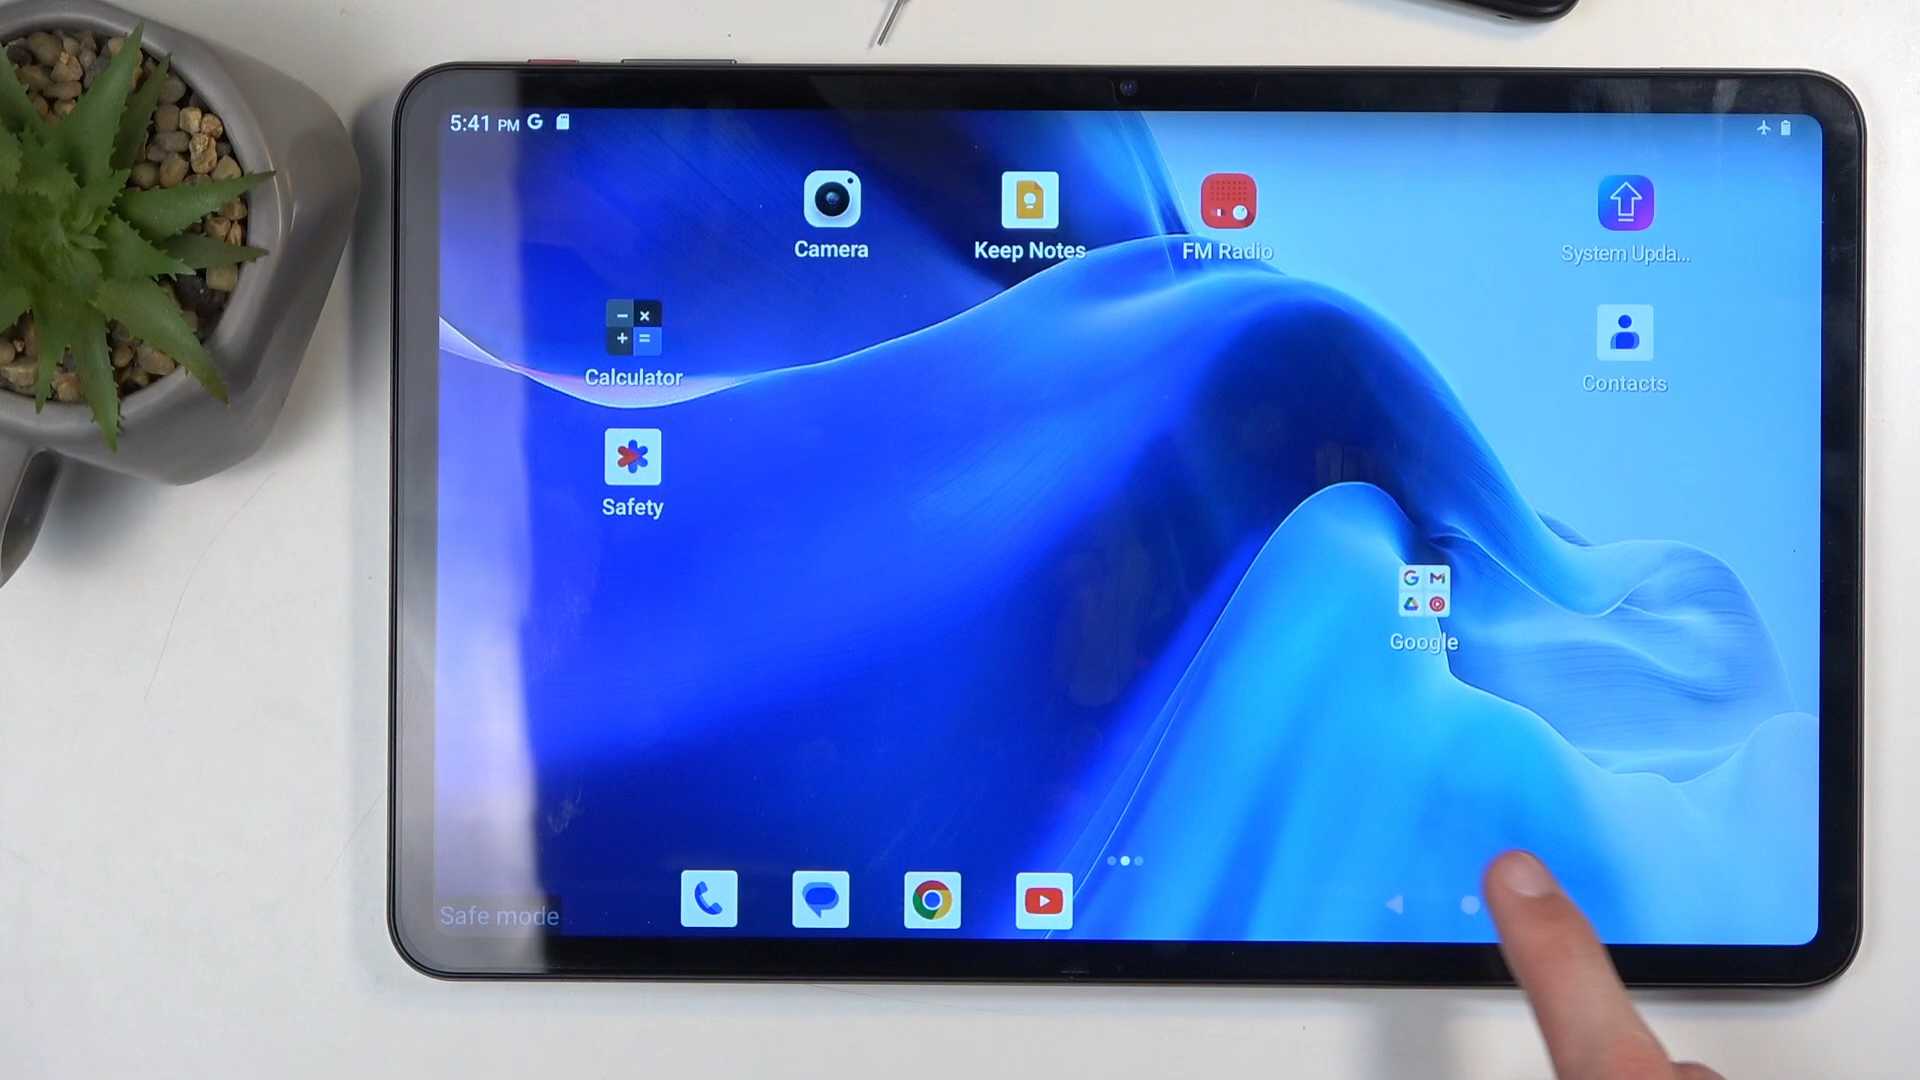 5:41 PM G
Camera
Keep Notes
FM Radio
System Upda...
Calculator
Contacts
Safety
Google
Safe mode